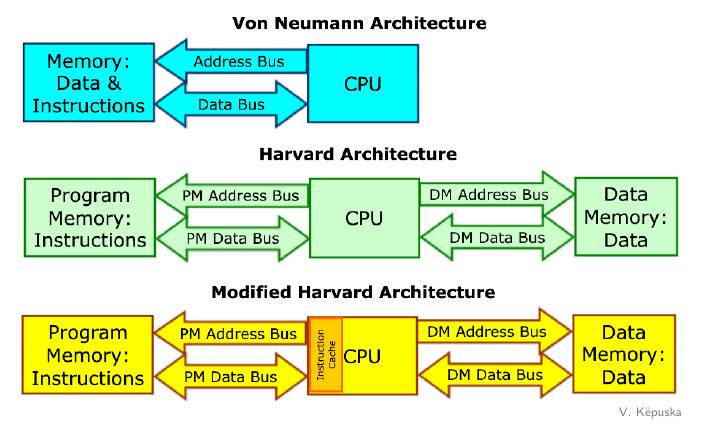 Von Neumann Architecture
Memory:
Data &
Instructions
Address Bus
Data Bus
CPU
Harvard Architecture
Program
Memory:
Instructions
PM Address Bus
PM Data Bus
CPU
DM Address Bus
DM Data Bus
Data
Memory:
Data
Modified Harvard Architecture
Program
Memory:
Instructions
PM Address Bus
PM Data Bus
Instruction
Cache
CPU
DM Address Bus
DM Data Bus
Data
Memory:
Data
V. Këpuska